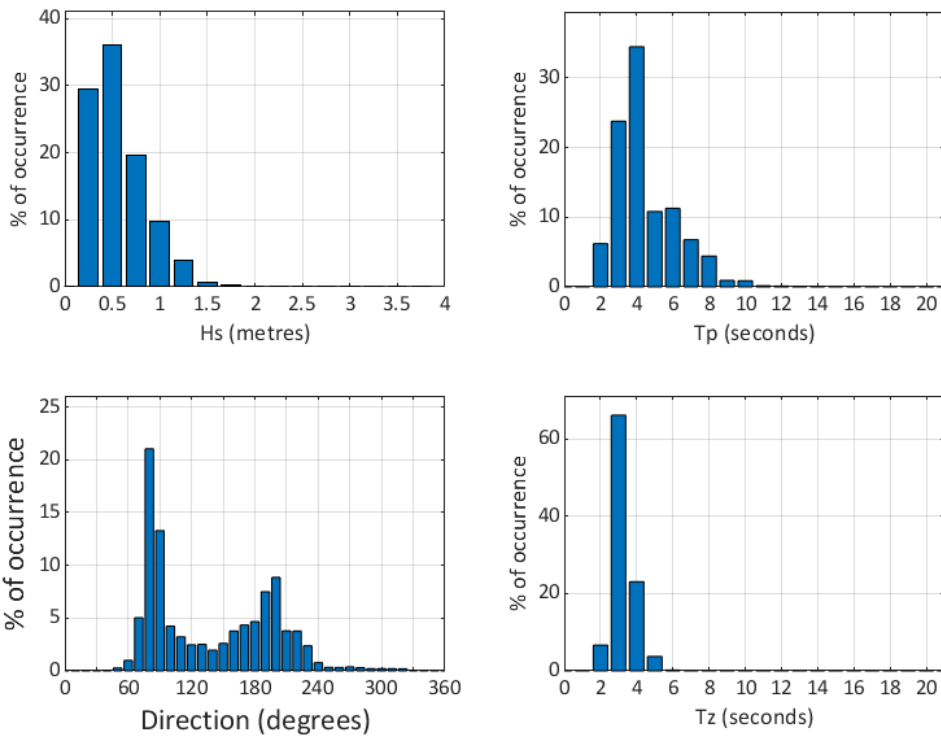 % of occurrence
40
30
20
10
0
0 0.5 1 1.5 2 2.5 3 3.5 4
Hs (metres)
% of occurrence
30
20
10
0
0 2 4 6 8 10 12 14 16 18 20
Tp (seconds)
% of occurrence
25
20
15
10
5
0
0 60 120 180 240 300 360
Direction (degrees)
% of occurrence
60
40
20
0
0 2 4 6 8 10 12 14 16 18 20
Tz (seconds)